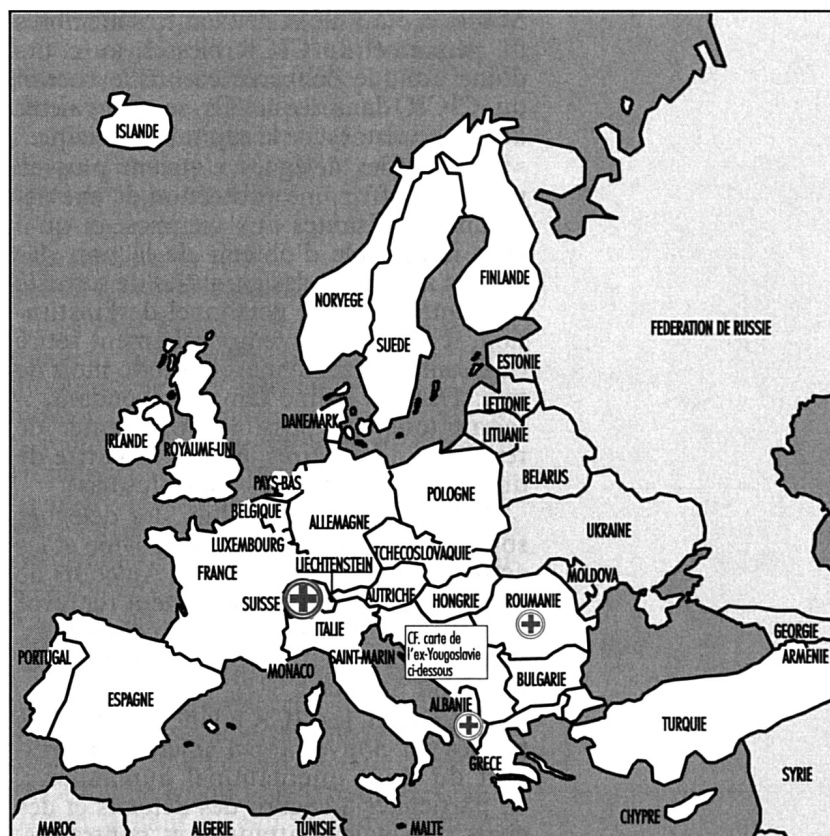 ISLANDE
NORVEGE
FINLANDE
SUEDE
FEDERATION DE RUSSIE
ESTONIE
LETTONIE
LITUANIE
DANEMARK
IRLANDE
ROYAUME-UNI
BELARUS
PAYS-BAS
POLOGNE
BELGIQUE
ALLEMAGNE
UKRAINE
LUXEMBOURG
TCHECOSLOVAQUIE
LIECHTENSTEIN
FRANCE
MOLDOVA
SUISSE
AUTRICHE
HONGRIE
ROUMANIE
ITALIE
CF. carte de
l'ex-Yougoslavie
ci-dessous
GEORGIE
PORTUGAL
SAINT-MARIN
ARMENIE
MONACO
BULGARIE
ESPAGNE
ALBANIE
TURQUIE
GRECE
SYRIE
CHYPRE
MAROC
ALGERIE
TUNISIE
MALTE